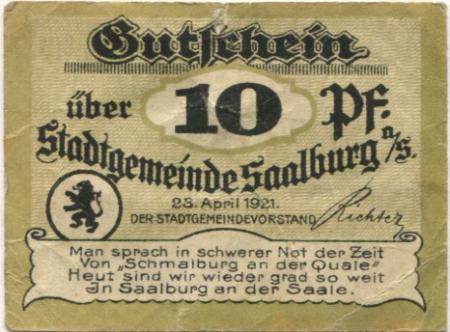 Gutschein
über 10 Pf.
Stadtgemeinde Saalburg a/S.
23. April 1921.
DER STADTGEMEINDEVORSTAND Richter
Man sprach in schwerer Not der Zeit
Von „Schmalburg an der Quale"
Heut sind wir wieder grad so weit
In Saalburg an der Saale.